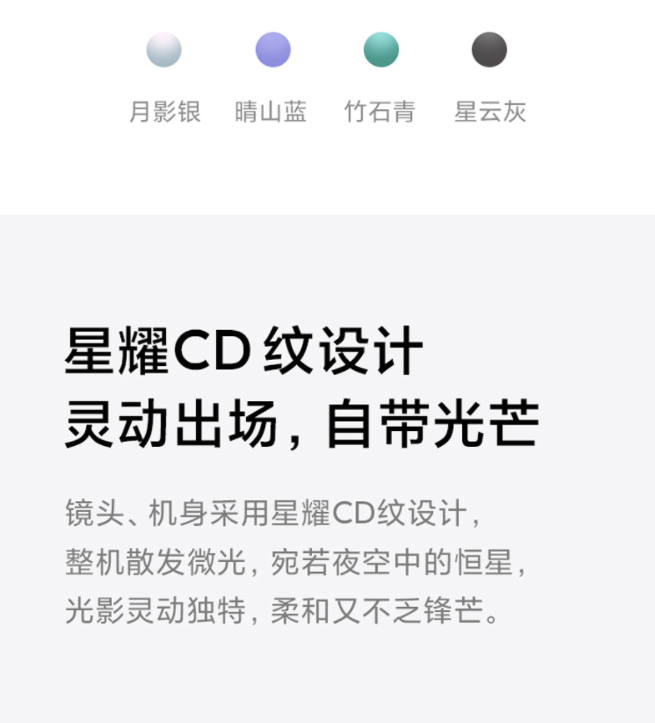 月影银 晴山蓝 竹石青 星云灰
星耀CD纹设计
灵动出场，自带光芒
镜头、机身采用星耀CD纹设计，
整机散发微光，宛若夜空中的恒星，
光影灵动独特，柔和又不乏锋芒。